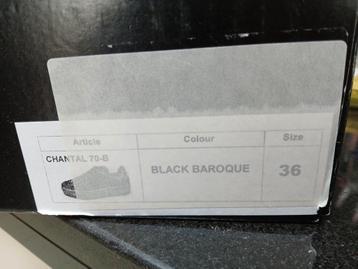 Article Colour Size
CHANTAL 70-B BLACK BAROQUE 36